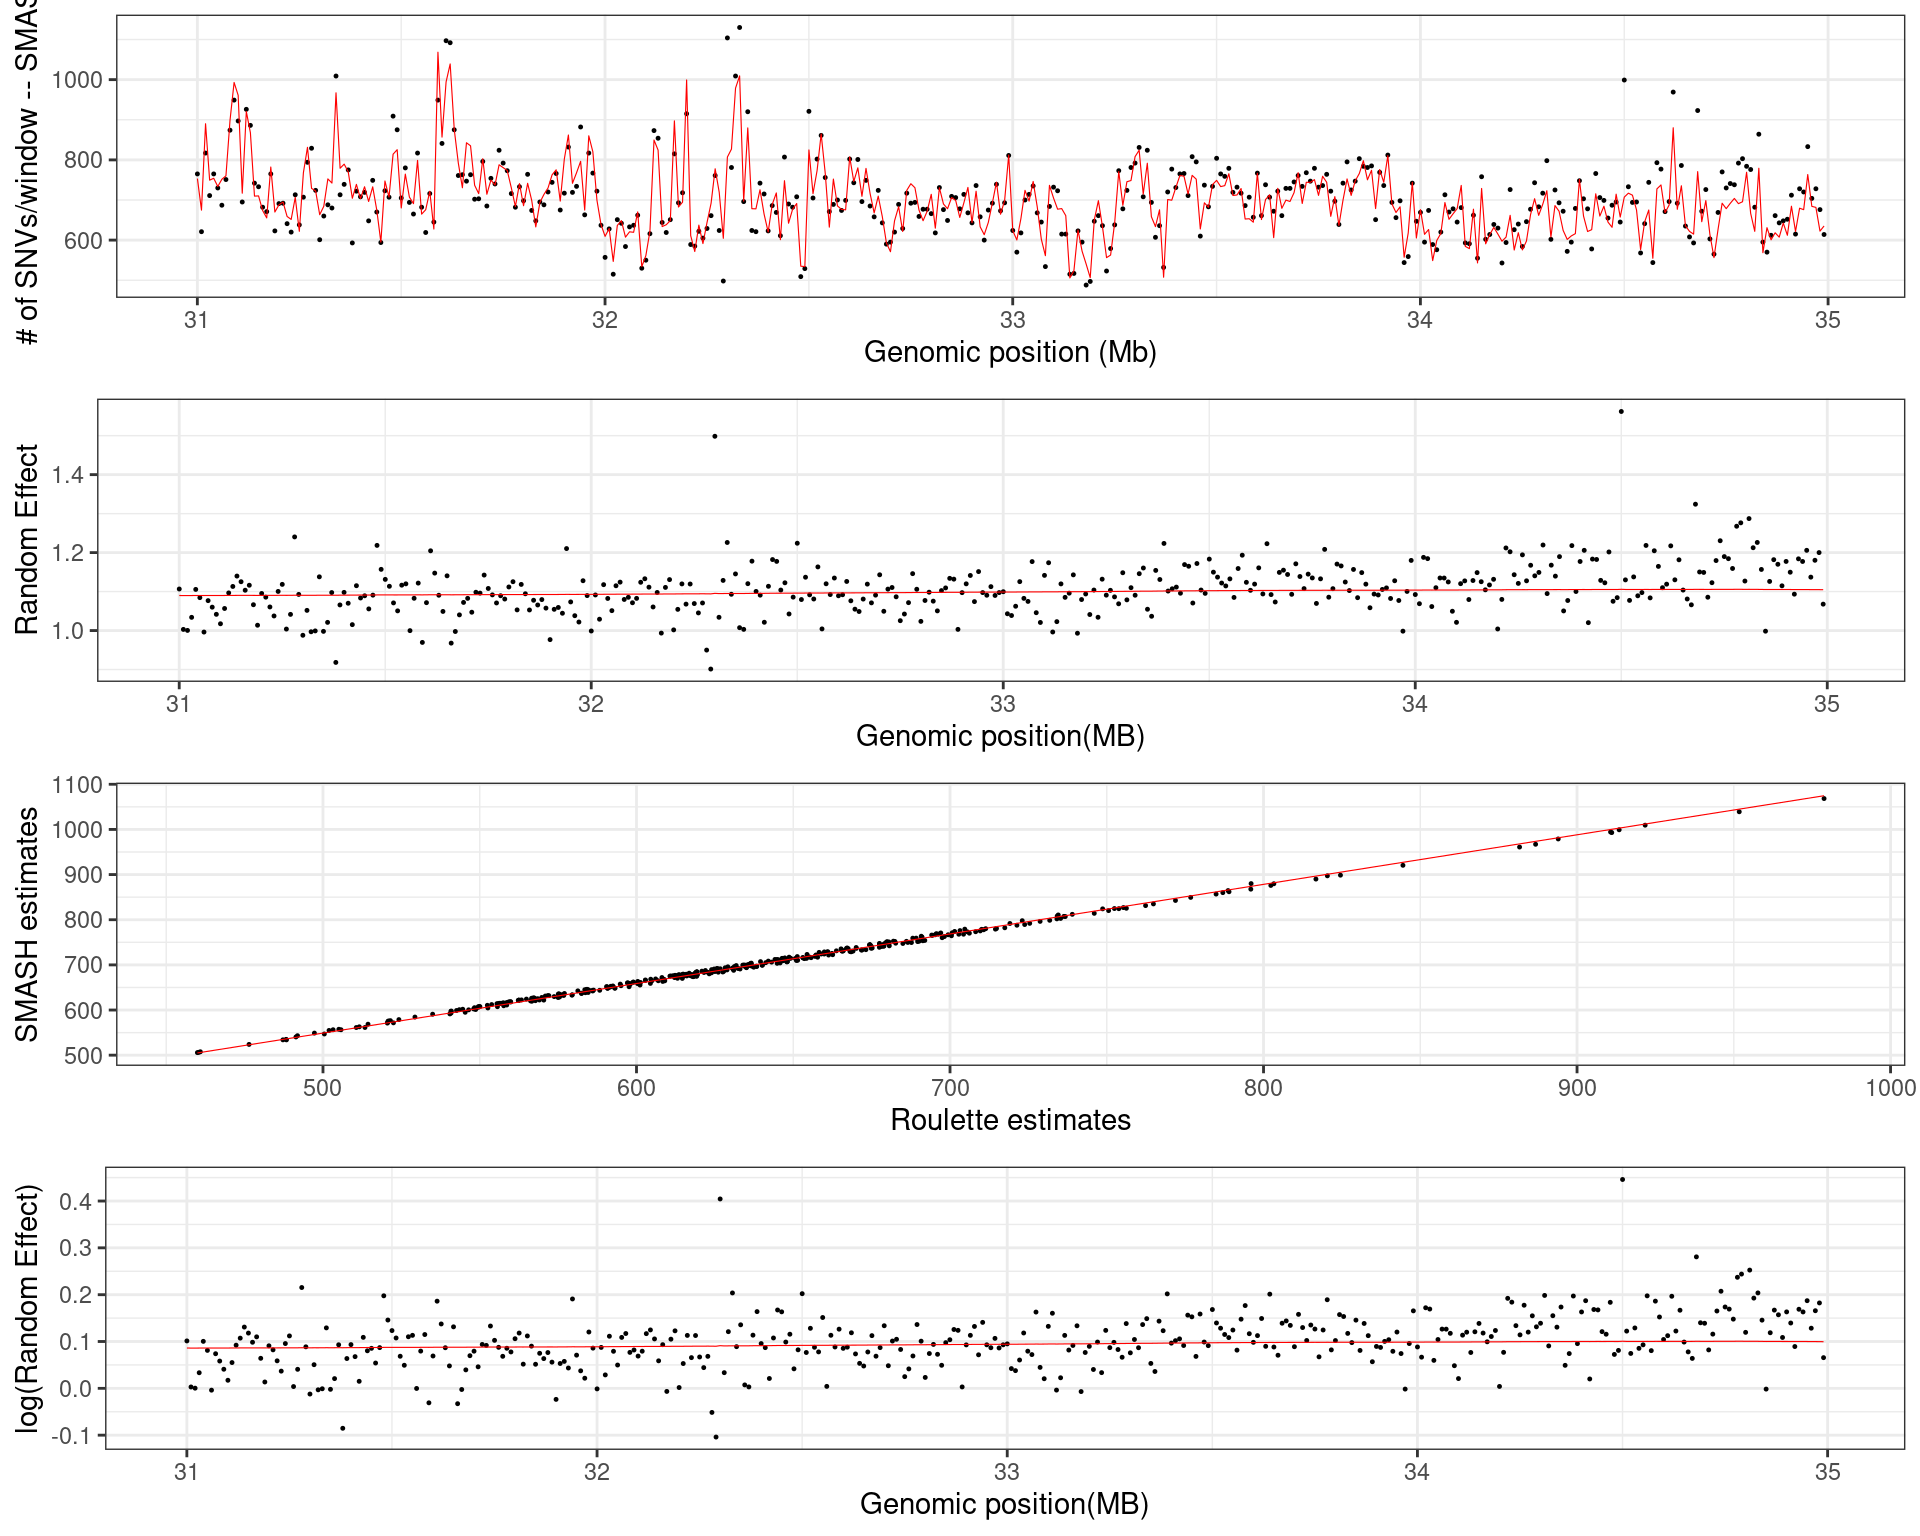 # of SNVs/window -- SMAS
1000
800
600
31 32 33 34 35
Genomic position (Mb)
Random Effect
1.4
1.2
1.0
31 32 33 34 35
Genomic position(MB)
SMASH estimates
1100
1000
900
800
700
600
500
500 600 700 800 900 1000
Roulette estimates
log(Random Effect)
0.4
0.3
0.2
0.1
0.0
-0.1
31 32 33 34 35
Genomic position(MB)